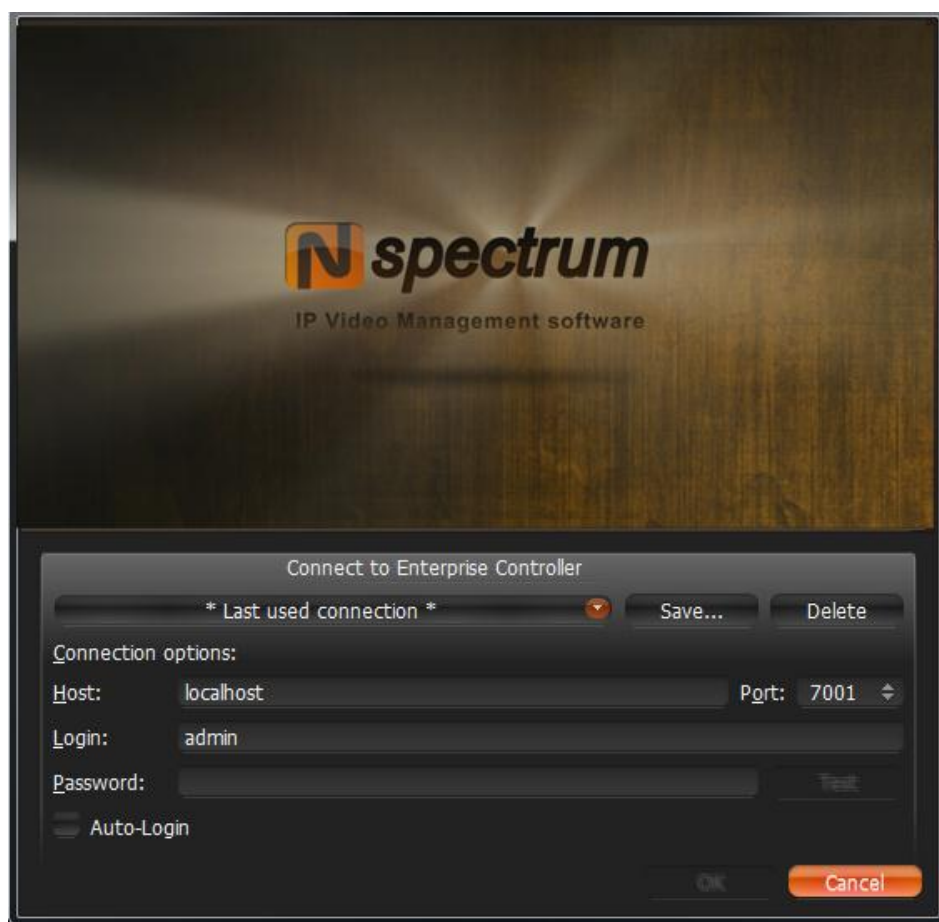 N spectrum
IP Video Management software
Connect to Enterprise Controller
* Last used connection * Save... Delete
Connection options:
Host: localhost Port: 7001
Login: admin
Password: Test
Auto-Login
OK Cancel